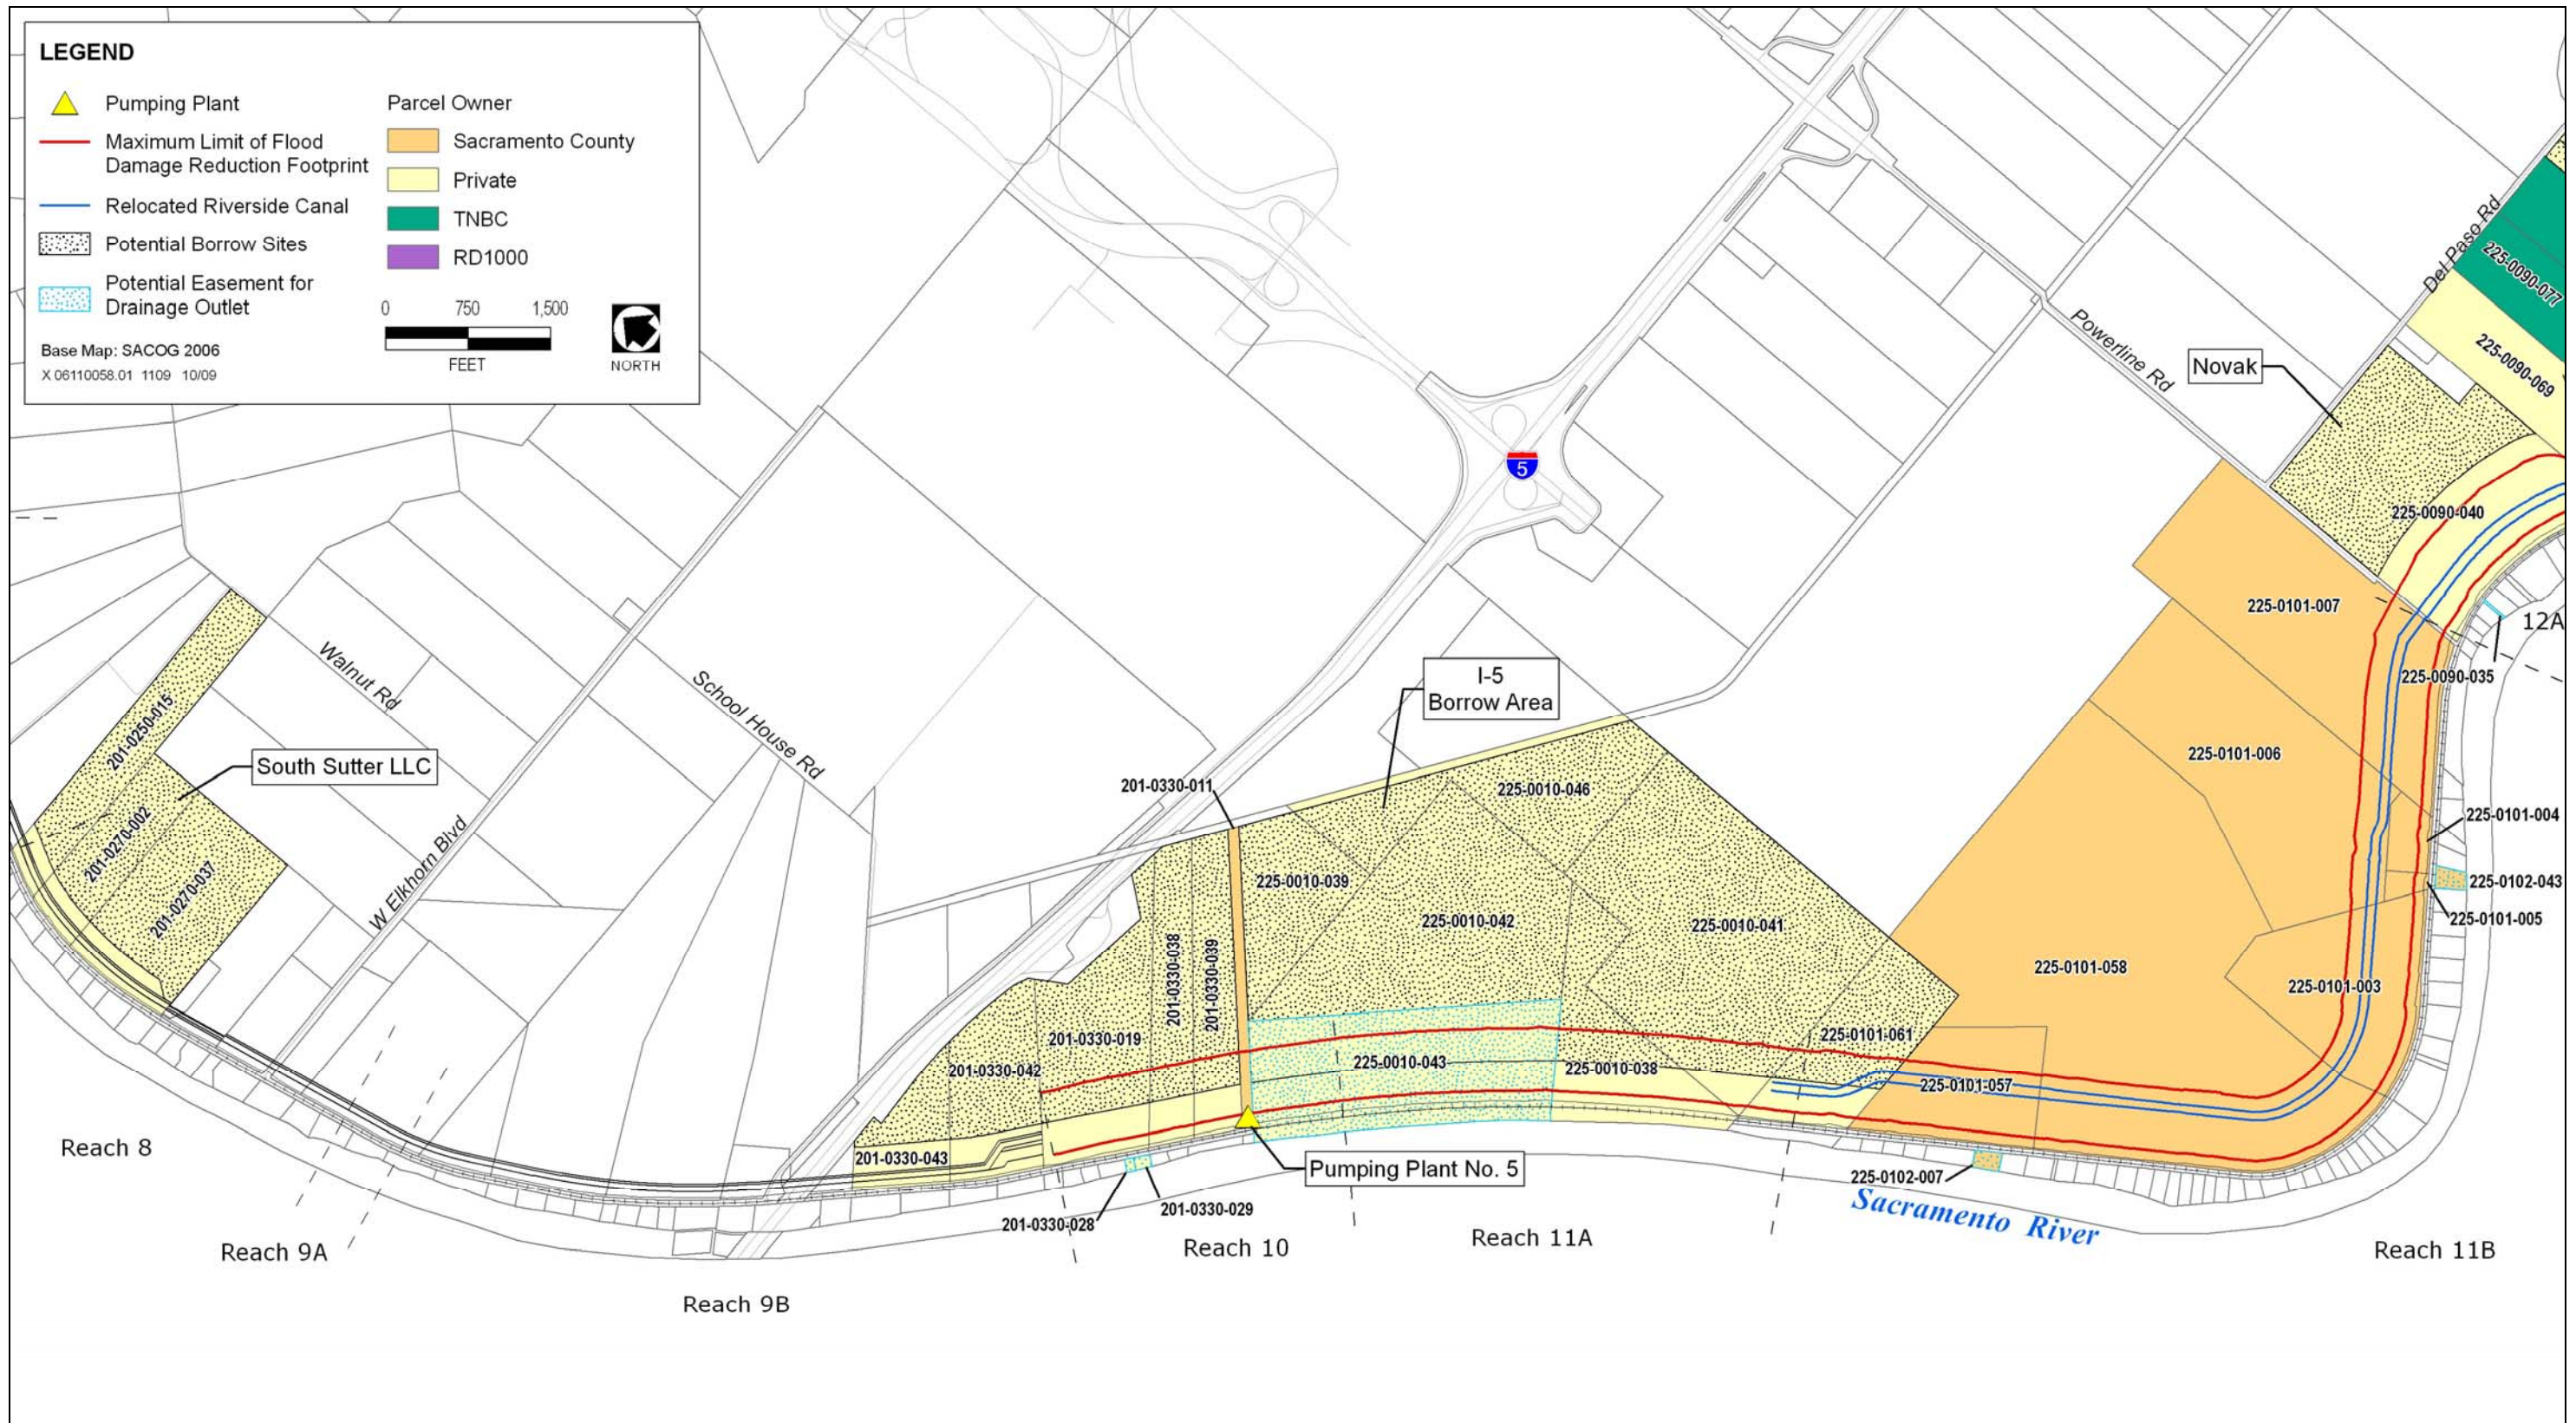 LEGEND
Pumping Plant
Maximum Limit of Flood
Damage Reduction Footprint
Relocated Riverside Canal
Potential Borrow Sites
Potential Easement for
Drainage Outlet
Parcel Owner
Sacramento County
Private
TNBC
RD1000
0 750 1,500
FEET
NORTH
Base Map: SACOG 2006
X 06110058.01 1109 10/09
Del Paso Rd
225-0090-077
Powerline Rd
Novak
225-0090-069
5
225-0090-040
225-0101-007
12A
Walnut Rd
School House Rd
I-5
Borrow Area
225-0090-035
201-0250-015
South Sutter LLC
225-0101-006
201-0330-011
225-0010-046
225-0101-004
201-0270-002
W Elkhorn Blvd
225-0010-039
225-0102-043
201-0270-037
225-0010-042
225-0010-041
225-0101-005
201-0330-038
201-0330-039
225-0101-058
225-0101-003
201-0330-019
225-0101-061
201-0330-042
225-0010-043
225-0010-038
225-0101-057
Reach 8
201-0330-043
Pumping Plant No. 5
225-0102-007
201-0330-028
201-0330-029
Sacramento River
Reach 9A
Reach 10
Reach 11A
Reach 11B
Reach 9B